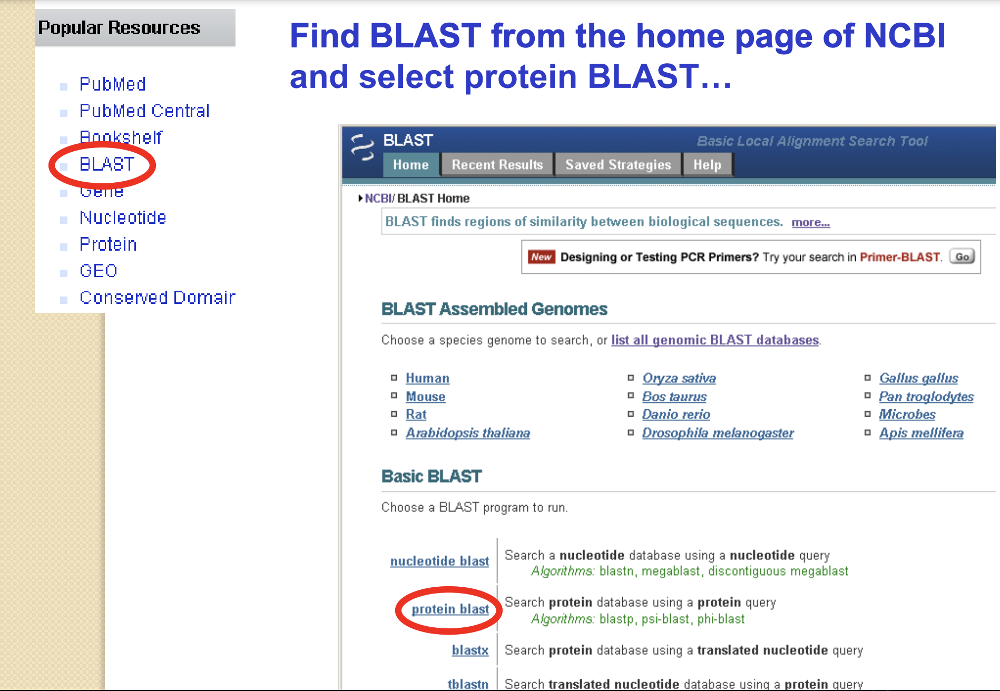 Popular Resources
PubMed
PubMed Central
Bookshelf
BLAST
Gene
Nucleotide
Protein
GEO
Conserved Domain
Find BLAST from the home page of NCBI
and select protein BLAST…
BLAST Basic Local Alignment Search Tool
Home Recent Results Saved Strategies Help
NCBI/ BLAST Home
BLAST finds regions of similarity between biological sequences. more...
New Designing or Testing PCR Primers? Try your search in Primer-BLAST. Go
BLAST Assembled Genomes
Choose a species genome to search, or list all genomic BLAST databases.
Human Oryza sativa Gallus gallus
Mouse Bos taurus Pan troglodytes
Rat Danio rerio Microbes
Arabidopsis thaliana Drosophila melanogaster Apis mellifera
Basic BLAST
Choose a BLAST program to run.
nucleotide blast Search a nucleotide database using a nucleotide query
Algorithms: blastn, megablast, discontiguous megablast
protein blast Search protein database using a protein query
Algorithms: blastp, psi-blast, phi-blast
blastx Search protein database using a translated nucleotide query
tblastn Search translated nucleotide database using a protein query